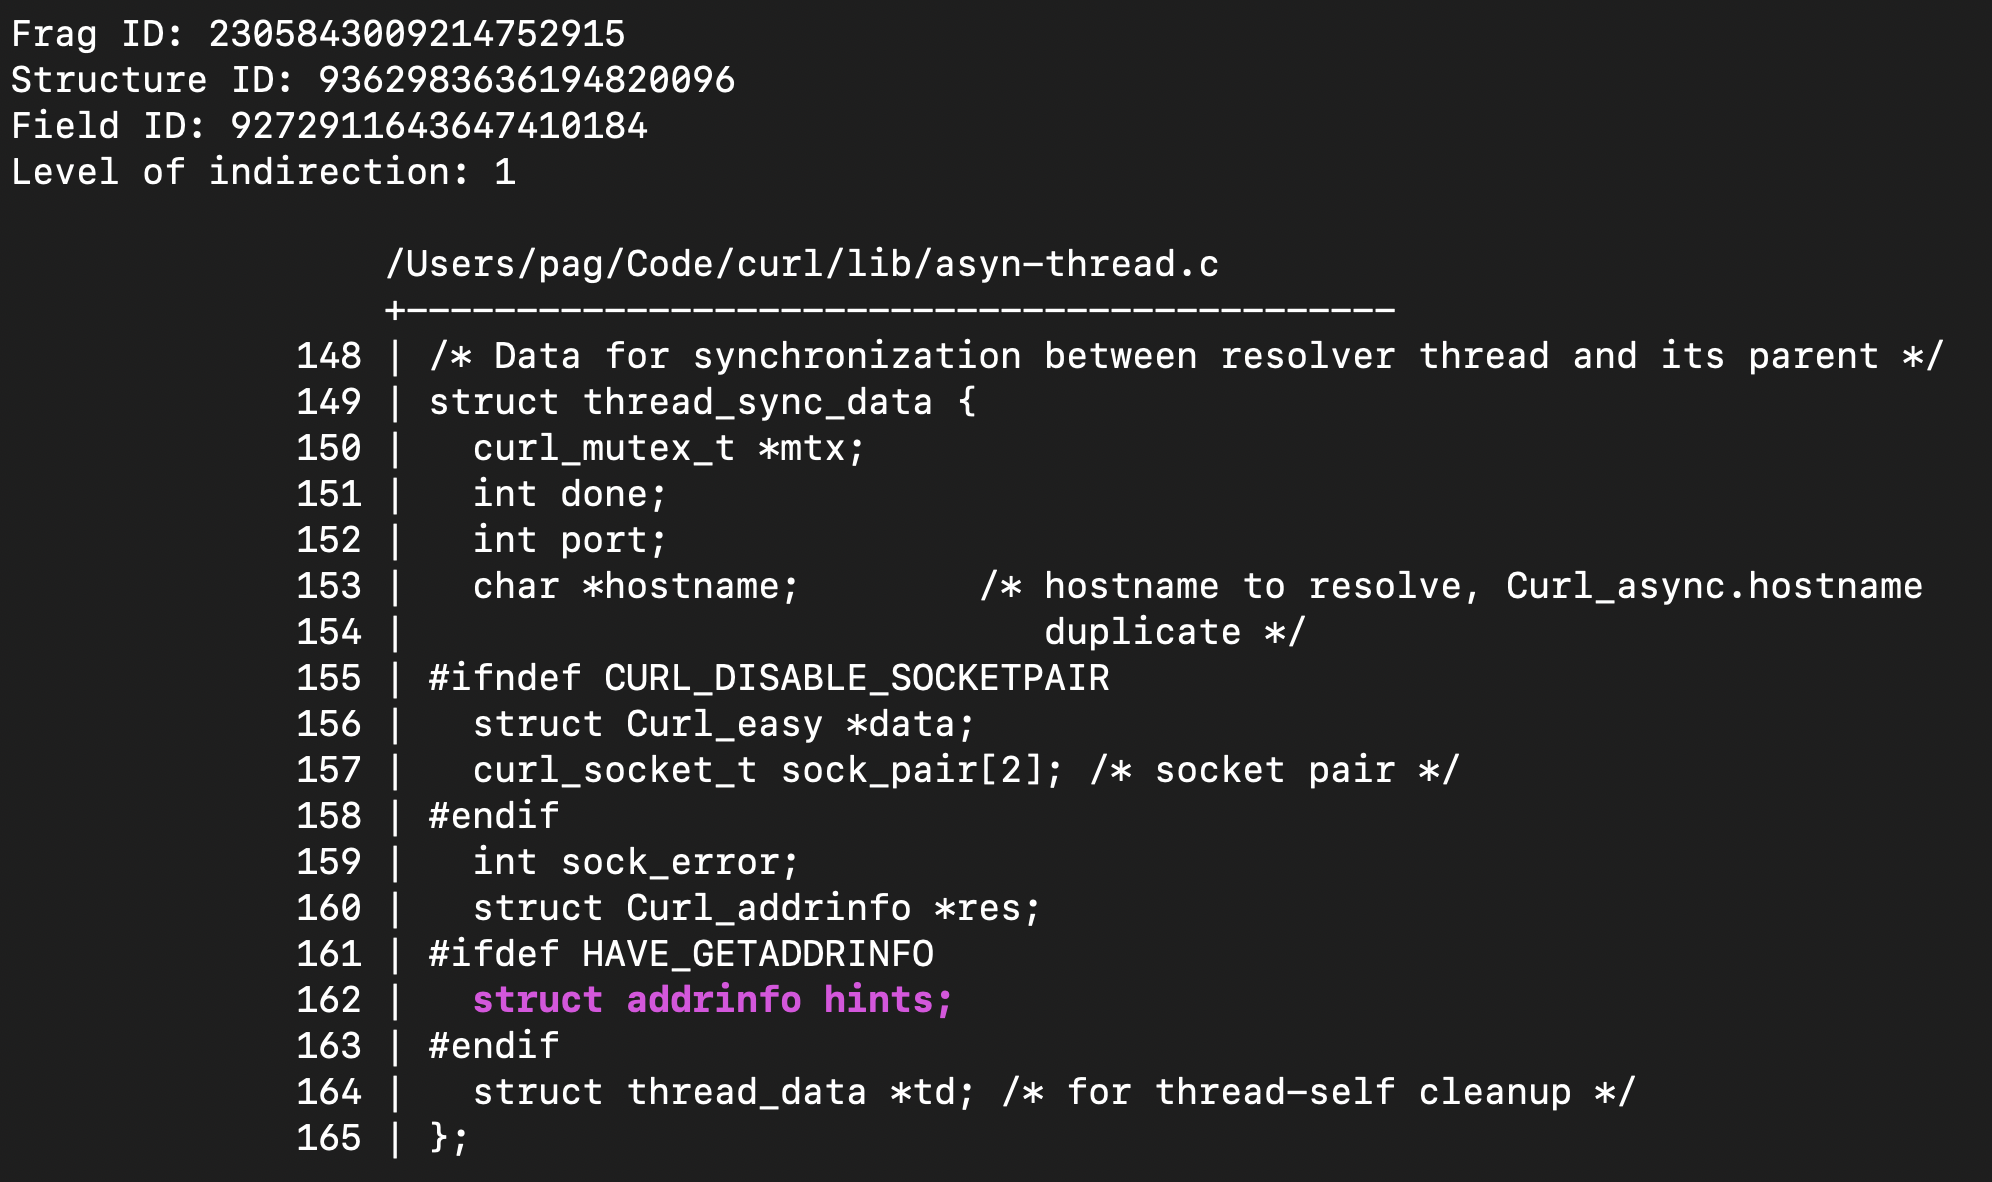 Frag ID: 2305843009214752915
Structure ID: 9362983636194820096
Field ID: 9272911643647410184
Level of indirection: 1
/Users/pag/Code/curl/lib/asyn-thread.c
+---------------------------------------------
148 | /* Data for synchronization between resolver thread and its parent */
149 | struct thread_sync_data {
150 |   curl_mutex_t *mtx;
151 |   int done;
152 |   int port;
153 |   char *hostname;        /* hostname to resolve, Curl_async.hostname
154 |                             duplicate */
155 | #ifndef CURL_DISABLE_SOCKETPAIR
156 |   struct Curl_easy *data;
157 |   curl_socket_t sock_pair[2]; /* socket pair */
158 | #endif
159 |   int sock_error;
160 |   struct Curl_addrinfo *res;
161 | #ifdef HAVE_GETADDRINFO
162 |   struct addrinfo hints;
163 | #endif
164 |   struct thread_data *td; /* for thread-self cleanup */
165 | };